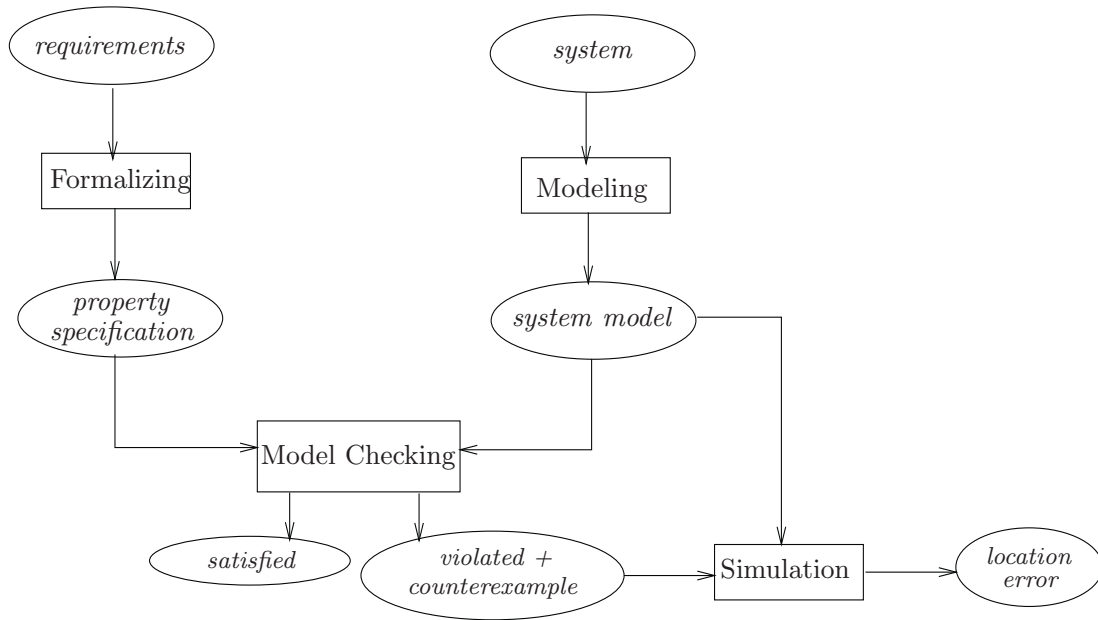 requirements
system
Formalizing
Modeling
property
specification
system model
Model Checking
satisfied
violated +
counterexample
Simulation
location
error